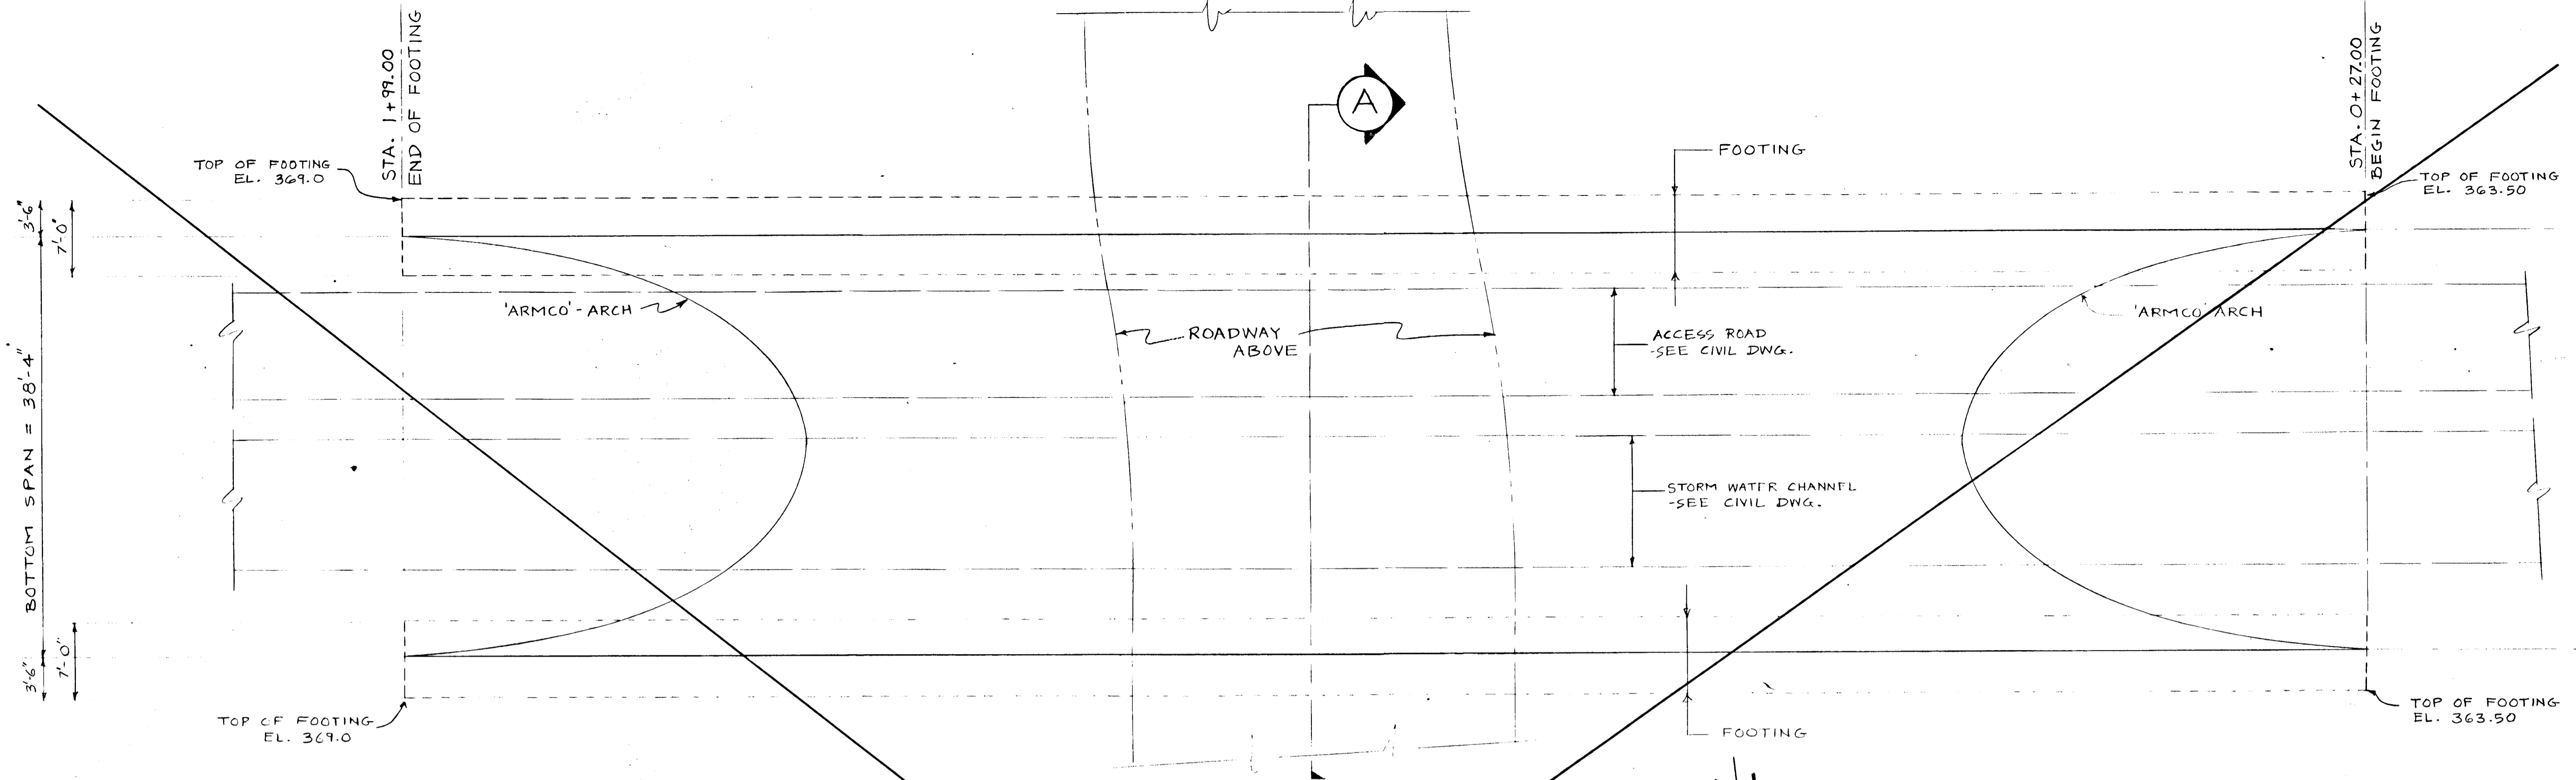 STA. 1+99.00
END OF FOOTING
A
STA. 0+27.00
BEGIN FOOTING
TOP OF FOOTING
EL. 369.0
FOOTING
TOP OF FOOTING
EL. 363.50
3'-6"
7'-0"
'ARMCO'-ARCH
ROADWAY
ABOVE
ACCESS ROAD
-SEE CIVIL DWG.
'ARMCO' ARCH
BOTTOM SPAN = 38'-4"
STORM WATER CHANNEL
-SEE CIVIL DWG.
3'-6"
7'-0"
TOP OF FOOTING
EL. 369.0
FOOTING
TOP OF FOOTING
EL. 363.50